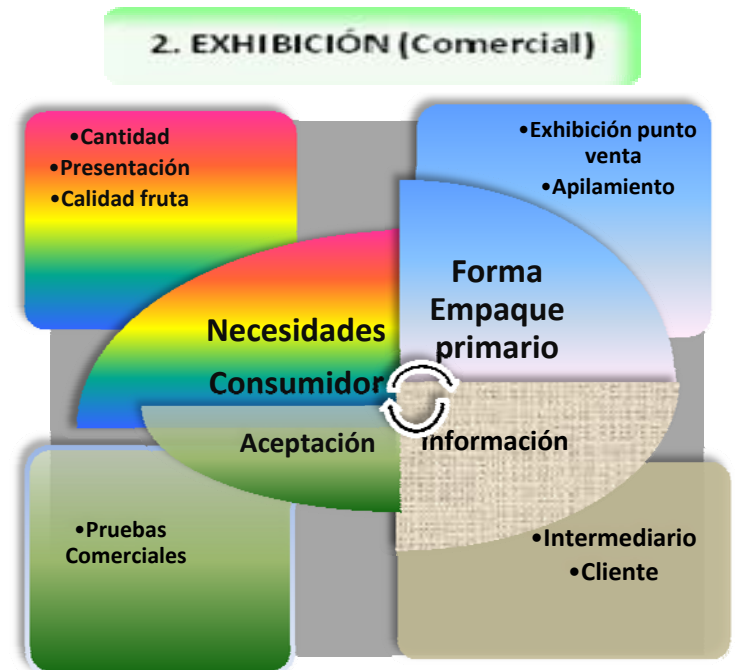 2. EXHIBICIÓN (Comercial)
•Cantidad
•Presentación
•Calidad fruta
•Exhibición punto
venta
•Apilamiento
Necesidades
Consumidor
Forma
Empaque
primario
Aceptación
Información
•Pruebas
Comerciales
•Intermediario
•Cliente